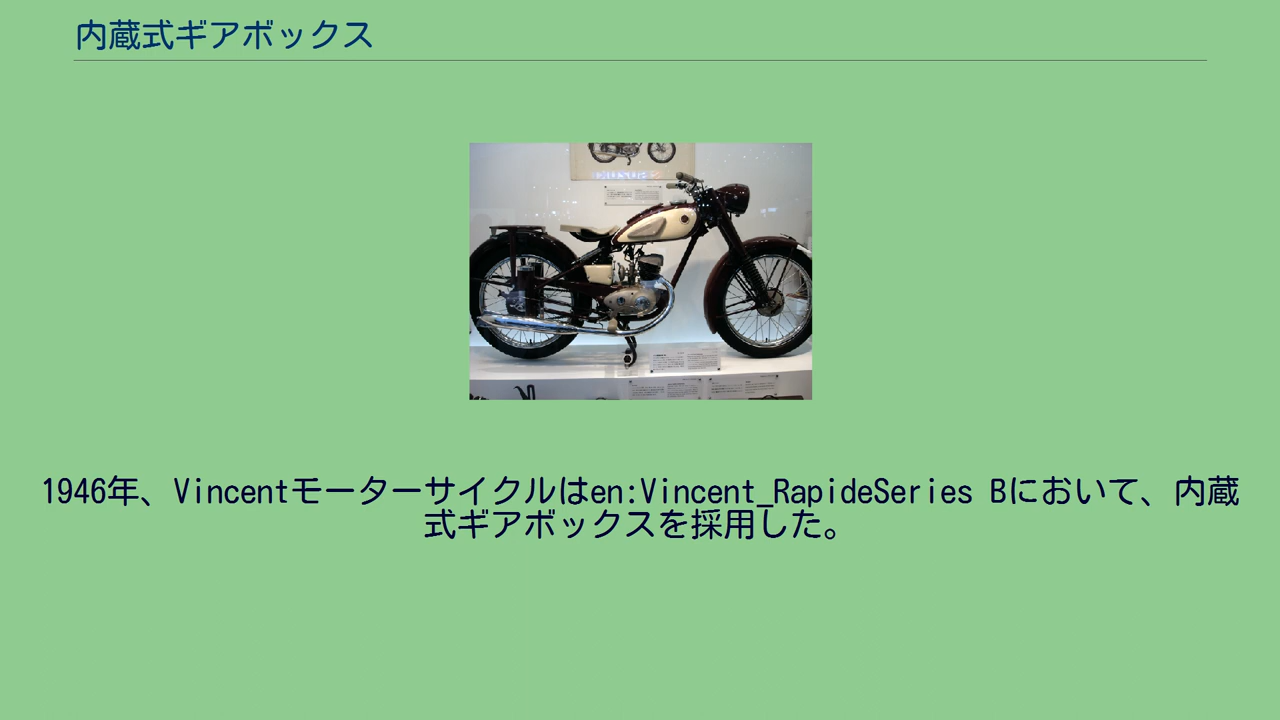 内蔵式ギアボックス
1946年、Vincentモーターサイクルはen:Vincent_RapideSeries Bにおいて、内蔵
式ギアボックスを採用した。